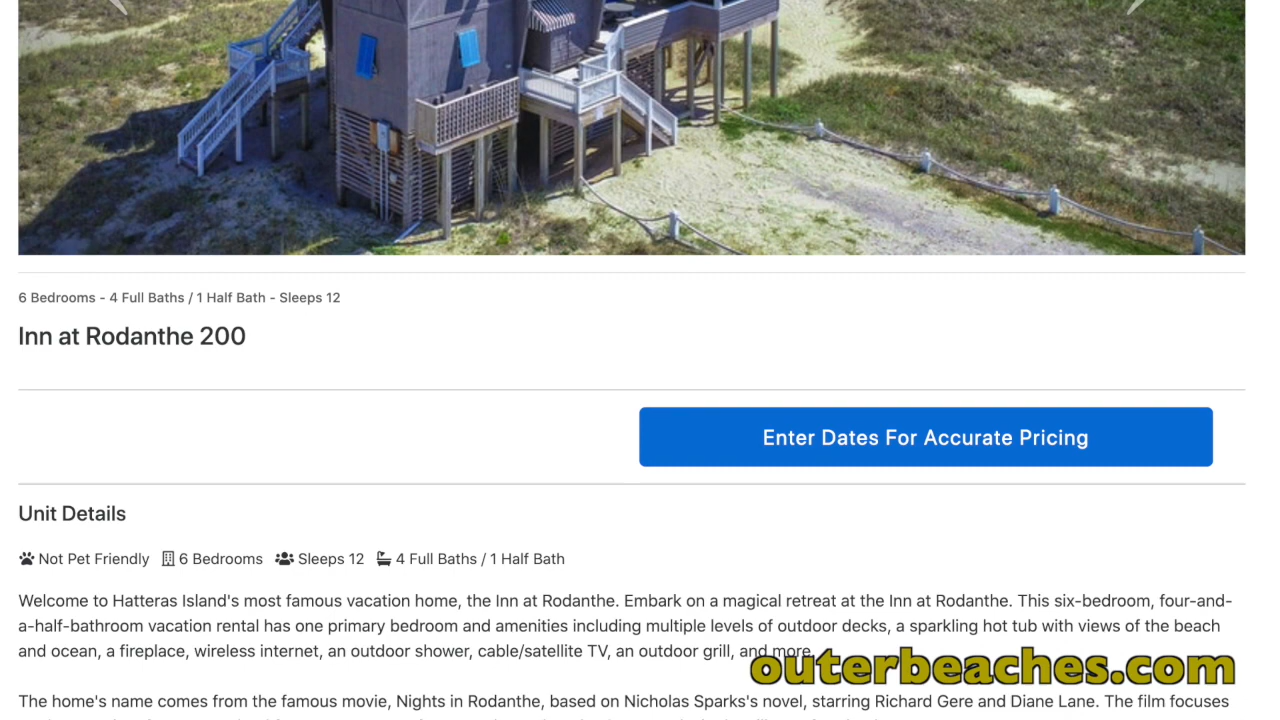 6 Bedrooms - 4 Full Baths / 1 Half Bath - Sleeps 12
Inn at Rodanthe 200
Enter Dates For Accurate Pricing
Unit Details
Not Pet Friendly 6 Bedrooms Sleeps 12 4 Full Baths / 1 Half Bath
Welcome to Hatteras Island's most famous vacation home, the Inn at Rodanthe. Embark on a magical retreat at the Inn at Rodanthe. This six-bedroom, four-and-
a-half-bathroom vacation rental has one primary bedroom and amenities including multiple levels of outdoor decks, a sparkling hot tub with views of the beach
and ocean, a fireplace, wireless internet, an outdoor shower, cable/satellite TV, an outdoor grill, and more.
outerbeaches.com
The home's name comes from the famous movie, Nights in Rodanthe, based on Nicholas Sparks's novel, starring Richard Gere and Diane Lane. The film focuses